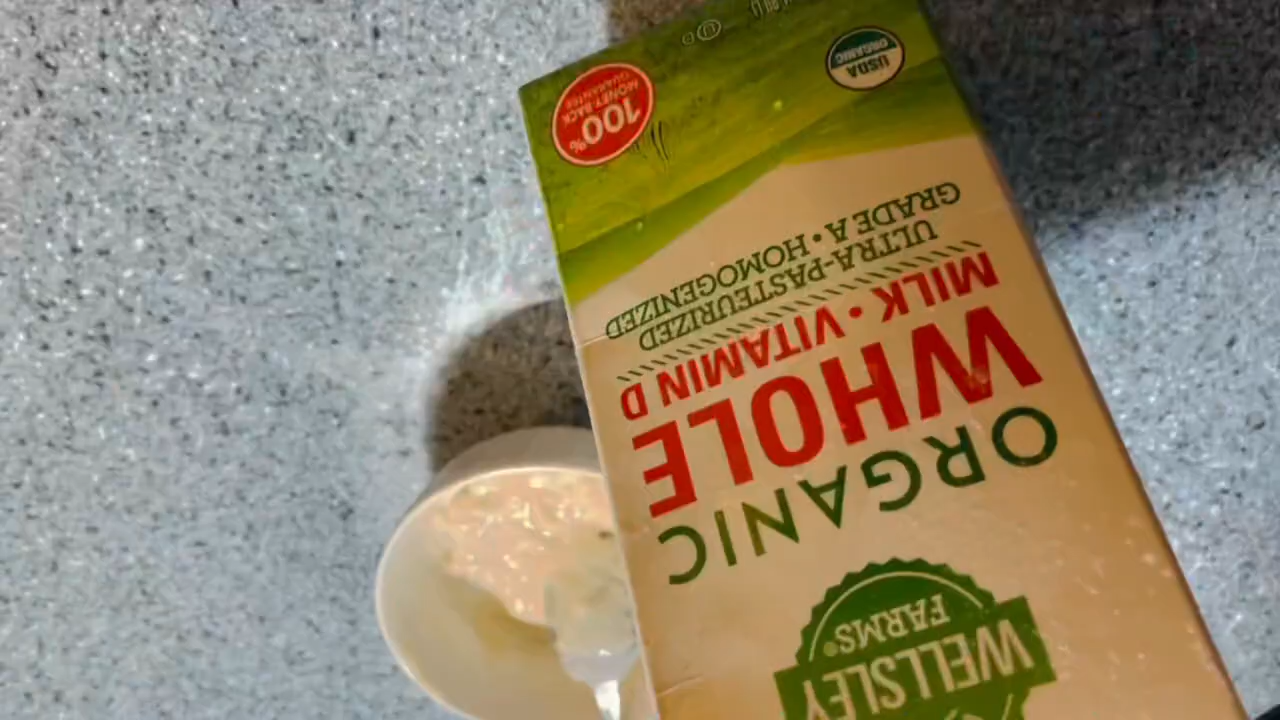 WELLSLEY
FARMS®
ORGANIC
WHOLE
MILK • VITAMIN D
ULTRA-PASTEURIZED
GRADE A • HOMOGENIZED
USDA
ORGANIC
100%
MONEY-BACK
GUARANTEE